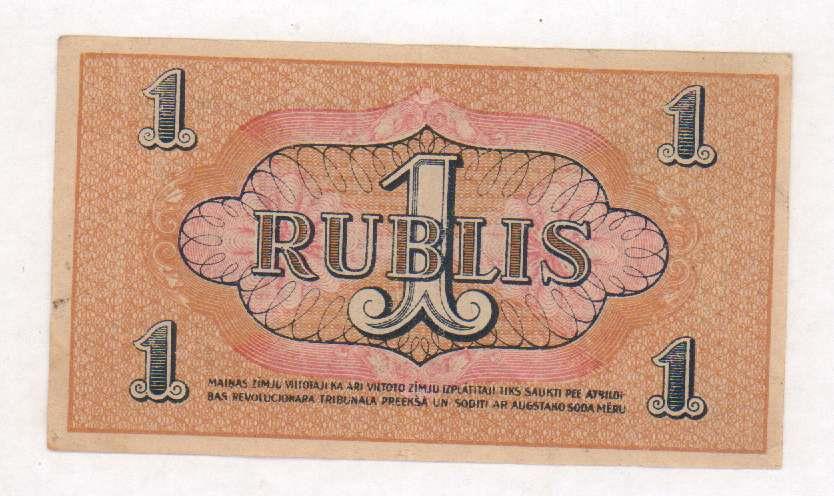 1 1
1
RUBLIS
1 1
MAIŅAS ZĪMJU VILTOTAJI KA ARI VILTOTO ZĪMJU IZPLATITAJI TIKS SAUKTI PEE ATBILDI-
BAS REVOLUCIONARA TRIBUNALA PREEKŠĀ UN SODITI AR AUGSTAKO SODA MĒRU